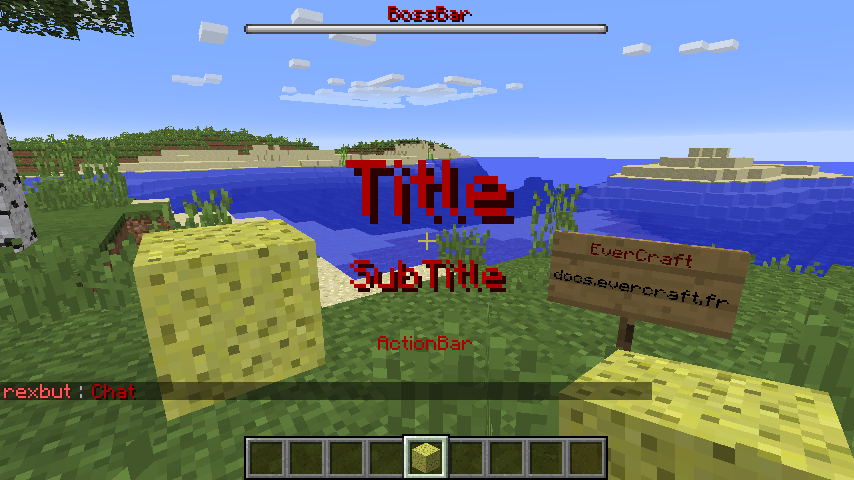 BossBar
Title
SubTitle
EverCraft
docs.evercraft.fr
ActionBar
rexbut : Chat